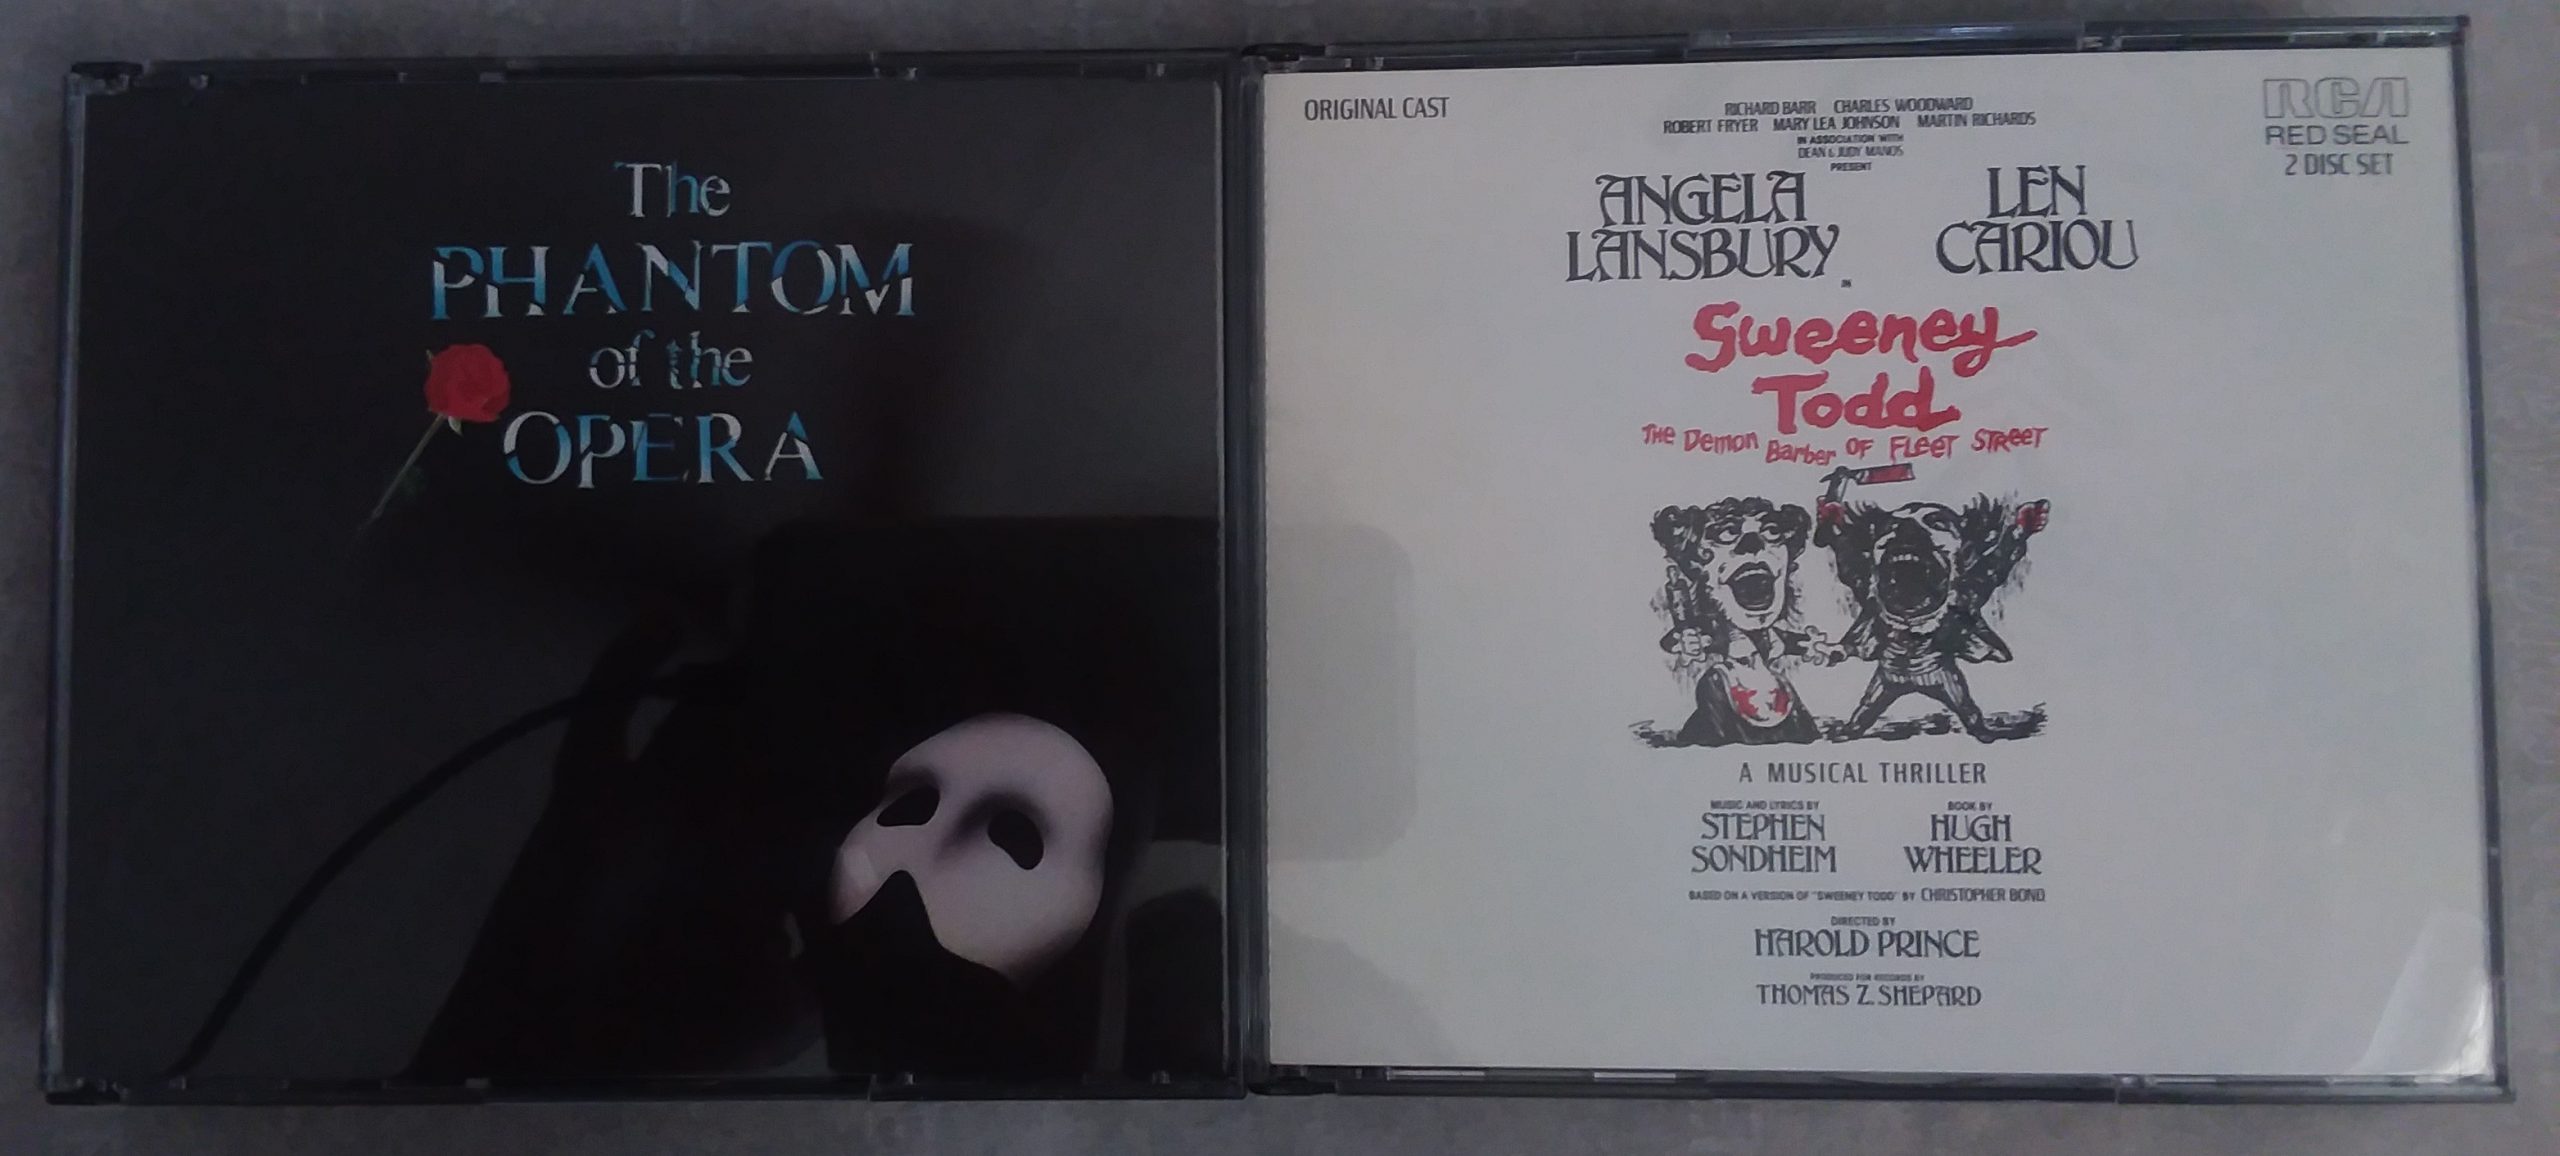 The
PHANTOM
of the
OPERA
ORIGINAL CAST
RCA
RED SEAL
2 DISC SET
RICHARD BARR CHARLES WOODWARD
ROBERT FRYER MARY LEA JOHNSON MARTIN RICHARDS
IN ASSOCIATION WITH
DEAN & JUDY MANOS
PRESENT
ANGELA
LANSBURY
LEN
CARIOU
IN
Sweeney
Todd
THE Demon Barber OF FLeeT STReeT
A MUSICAL THRILLER
MUSIC AND LYRICS BY
STEPHEN
SONDHEIM
BOOK BY
HUGH
WHEELER
BASED ON A VERSION OF "SWEENEY TODD" BY CHRISTOPHER BOND
DIRECTED BY
HAROLD PRINCE
PRODUCED FOR RECORDS BY
THOMAS Z. SHEPARD